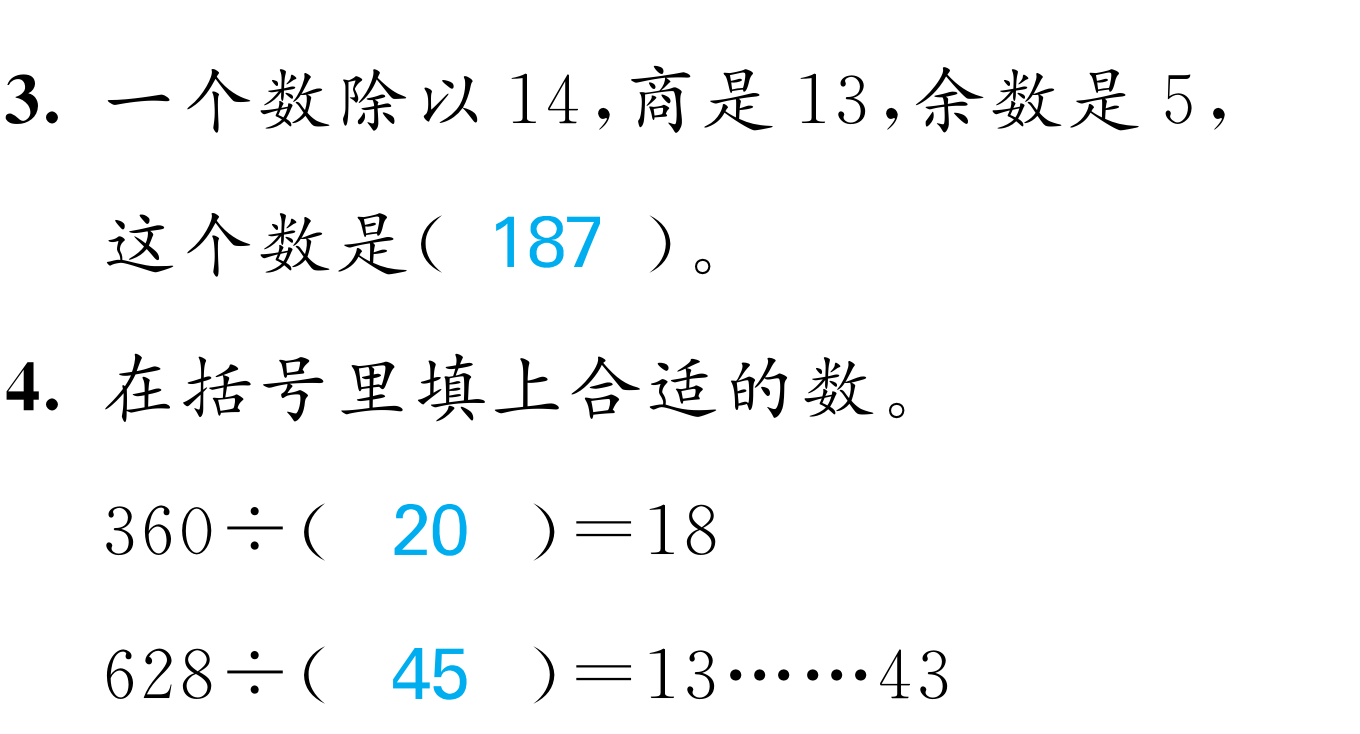 3. 一个数除以 14,商是 13,余数是 5,
这个数是( 187 )。
4. 在括号里填上合适的数。
360÷( 20 )=18
628÷( 45 )=13……43